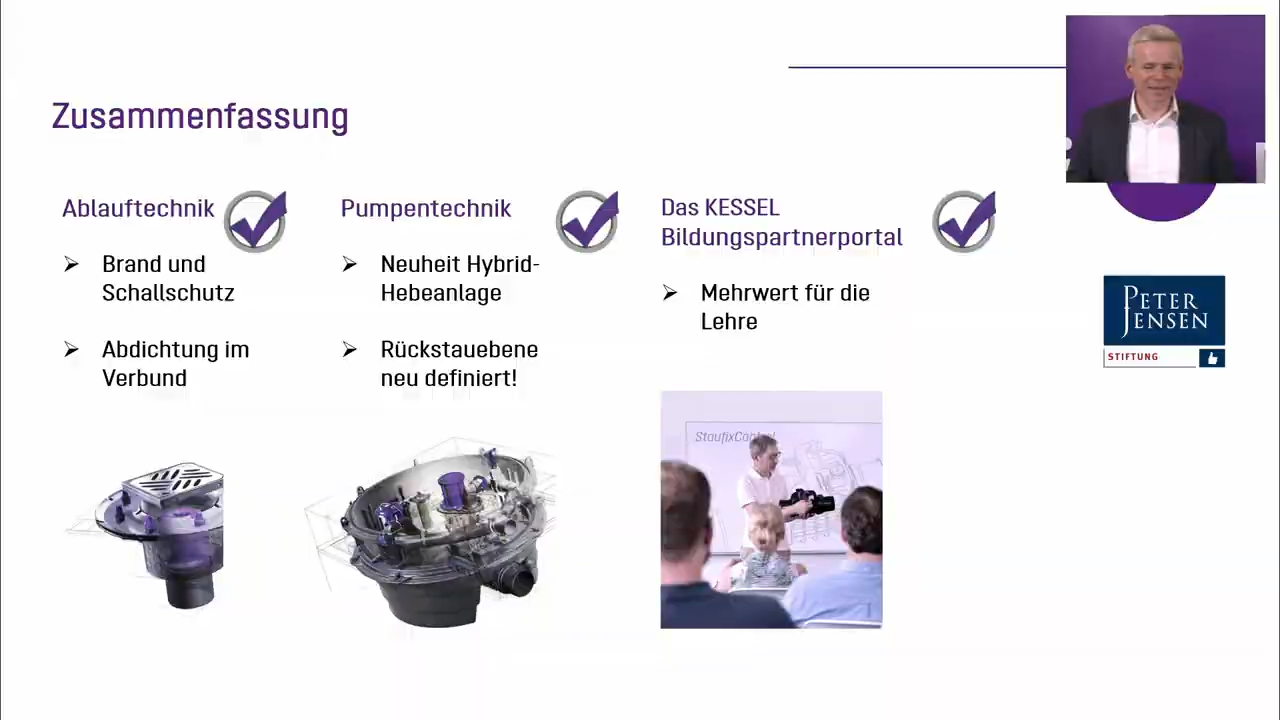 Zusammenfassung
Ablauftechnik
Brand und
Schallschutz
Abdichtung im
Verbund
Pumpentechnik
Neuheit Hybrid-
Hebeanlage
Rückstauebene
neu definiert!
Das KESSEL
Bildungspartnerportal
Mehrwert für die
Lehre
StaufixControl
PETER
JENSEN
STIFTUNG